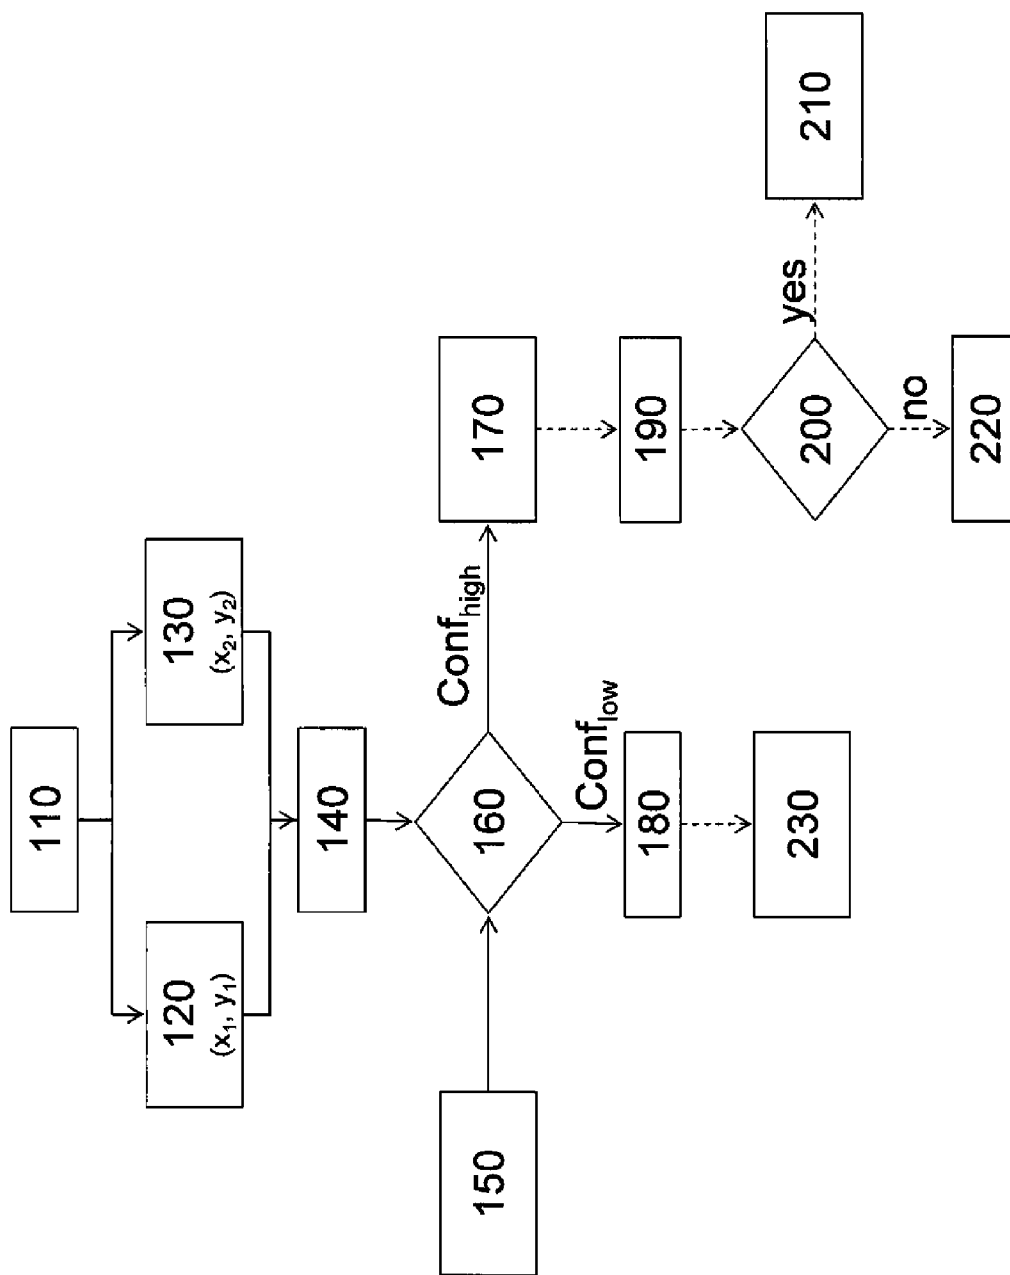 110
120
(x₁, y₁)
130
(x₂, y₂)
140
150
160
Conf_high
170
Conf_low
180
190
200
yes
210
no
220
230